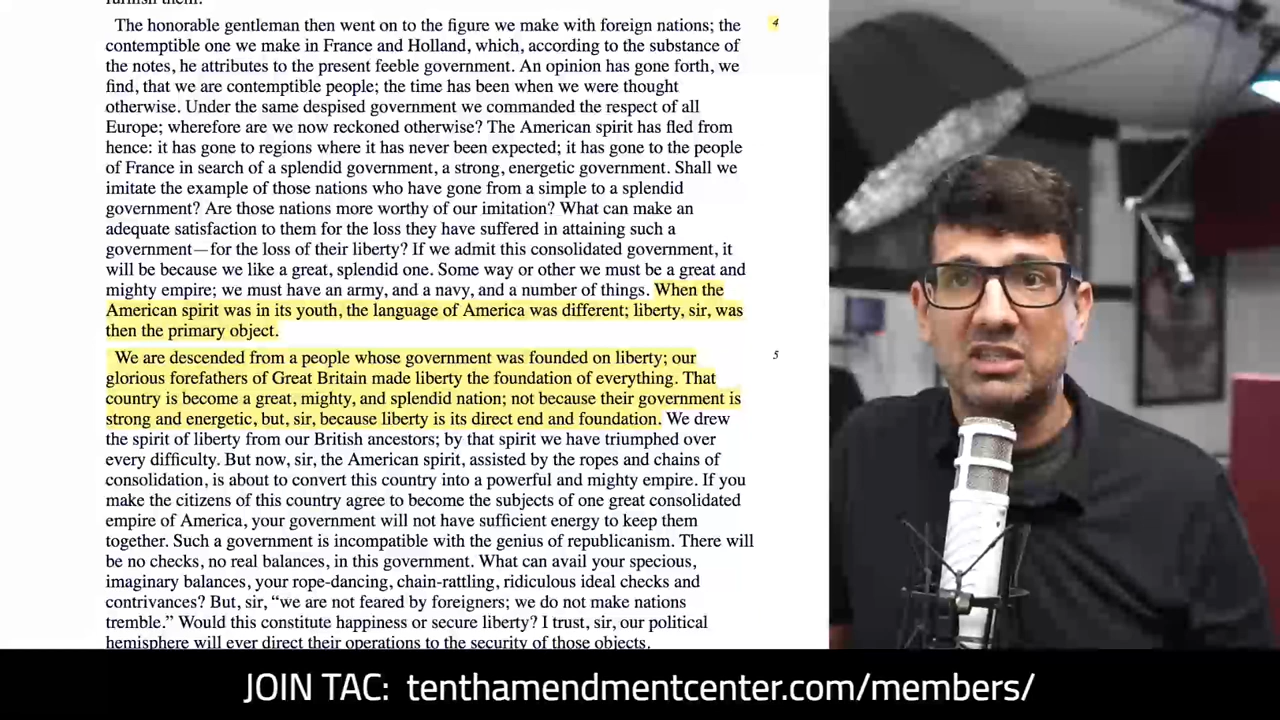 The honorable gentleman then went on to the figure we make with foreign nations; the 4
contemptible one we make in France and Holland, which, according to the substance of
the notes, he attributes to the present feeble government. An opinion has gone forth, we
find, that we are contemptible people; the time has been when we were thought
otherwise. Under the same despised government we commanded the respect of all
Europe; wherefore are we now reckoned otherwise? The American spirit has fled from
hence: it has gone to regions where it has never been expected; it has gone to the people
of France in search of a splendid government, a strong, energetic government. Shall we
imitate the example of those nations who have gone from a simple to a splendid
government? Are those nations more worthy of our imitation? What can make an
adequate satisfaction to them for the loss they have suffered in attaining such a
government—for the loss of their liberty? If we admit this consolidated government, it
will be because we like a great, splendid one. Some way or other we must be a great and
mighty empire; we must have an army, and a navy, and a number of things. When the
American spirit was in its youth, the language of America was different; liberty, sir, was
then the primary object.
We are descended from a people whose government was founded on liberty; our 5
glorious forefathers of Great Britain made liberty the foundation of everything. That
country is become a great, mighty, and splendid nation; not because their government is
strong and energetic, but, sir, because liberty is its direct end and foundation. We drew
the spirit of liberty from our British ancestors; by that spirit we have triumphed over
every difficulty. But now, sir, the American spirit, assisted by the ropes and chains of
consolidation, is about to convert this country into a powerful and mighty empire. If you
make the citizens of this country agree to become the subjects of one great consolidated
empire of America, your government will not have sufficient energy to keep them
together. Such a government is incompatible with the genius of republicanism. There will
be no checks, no real balances, in this government. What can avail your specious,
imaginary balances, your rope-dancing, chain-rattling, ridiculous ideal checks and
contrivances? But, sir, “we are not feared by foreigners; we do not make nations
tremble.” Would this constitute happiness or secure liberty? I trust, sir, our political
hemisphere will ever direct their operations to the security of those objects.
JOIN TAC: tenthamendmentcenter.com/members/